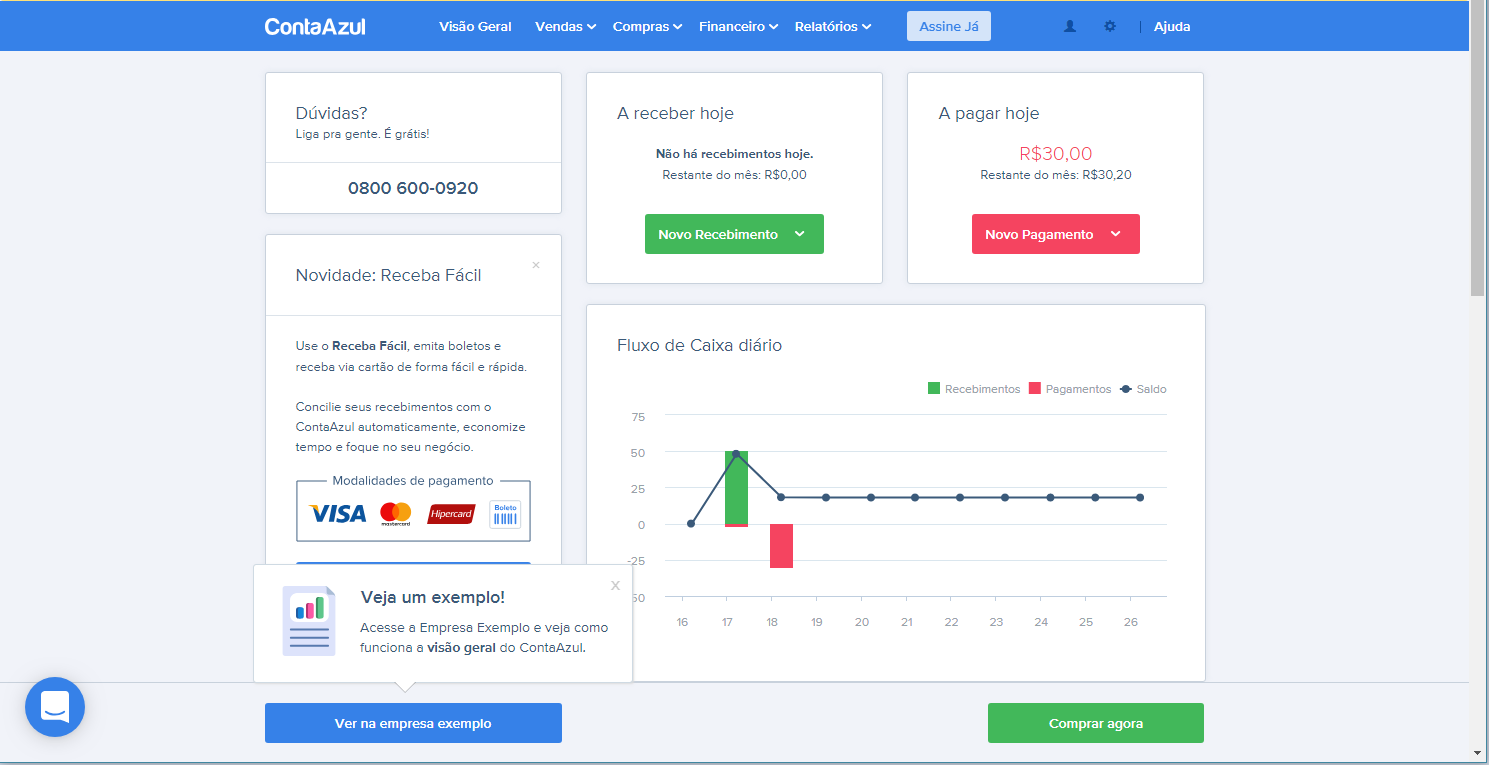 ContaAzul
Visão Geral
Vendas
Compras
Financeiro
Relatórios
Assine Já
Ajuda
Dúvidas?
Liga pra gente. É grátis!
0800 600-0920
A receber hoje
Não há recebimentos hoje.
Restante do mês: R$0,00
Novo Recebimento
A pagar hoje
R$30,00
Restante do mês: R$30,20
Novo Pagamento
Novidade: Receba Fácil
×
Use o Receba Fácil, emita boletos e
receba via cartão de forma fácil e rápida.
Concilie seus recebimentos com o
ContaAzul automaticamente, economize
tempo e foque no seu negócio.
Modalidades de pagamento
VISA
mastercard
Hipercard
Boleto
Fluxo de Caixa diário
Recebimentos
Pagamentos
Saldo
75
50
25
0
-25
50
16 17 18 19 20 21 22 23 24 25 26
Veja um exemplo!
X
Acesse a Empresa Exemplo e veja como
funciona a visão geral do ContaAzul.
Ver na empresa exemplo
Comprar agora